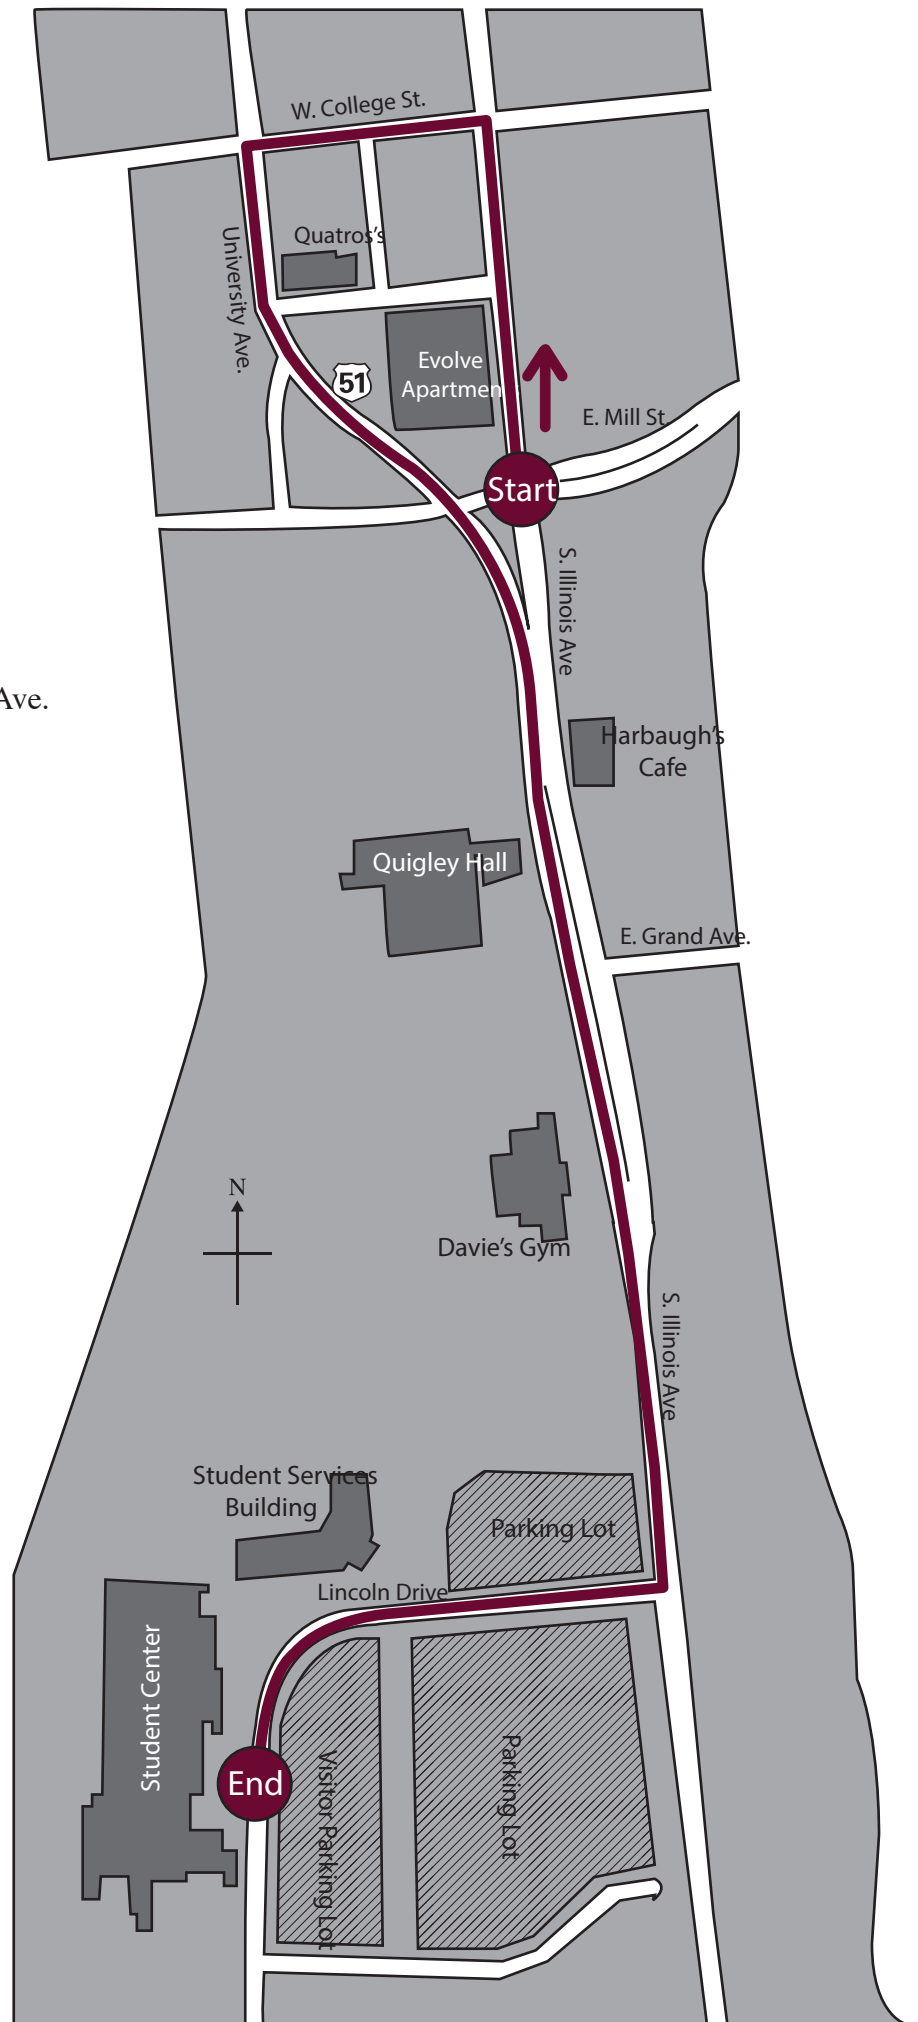 W. College St.
Quatros's
University Ave.
51
Evolve
Apartmen
E. Mill St.
Start
S. Illinois Ave
Ave.
Harbaugh's
Cafe
Quigley Hall
E. Grand Ave.
N
Davie's Gym
S. Illinois Ave
Student Services
Building
Parking Lot
Lincoln Drive
Student Center
End
Visitor Parking Lot
Parking Lot